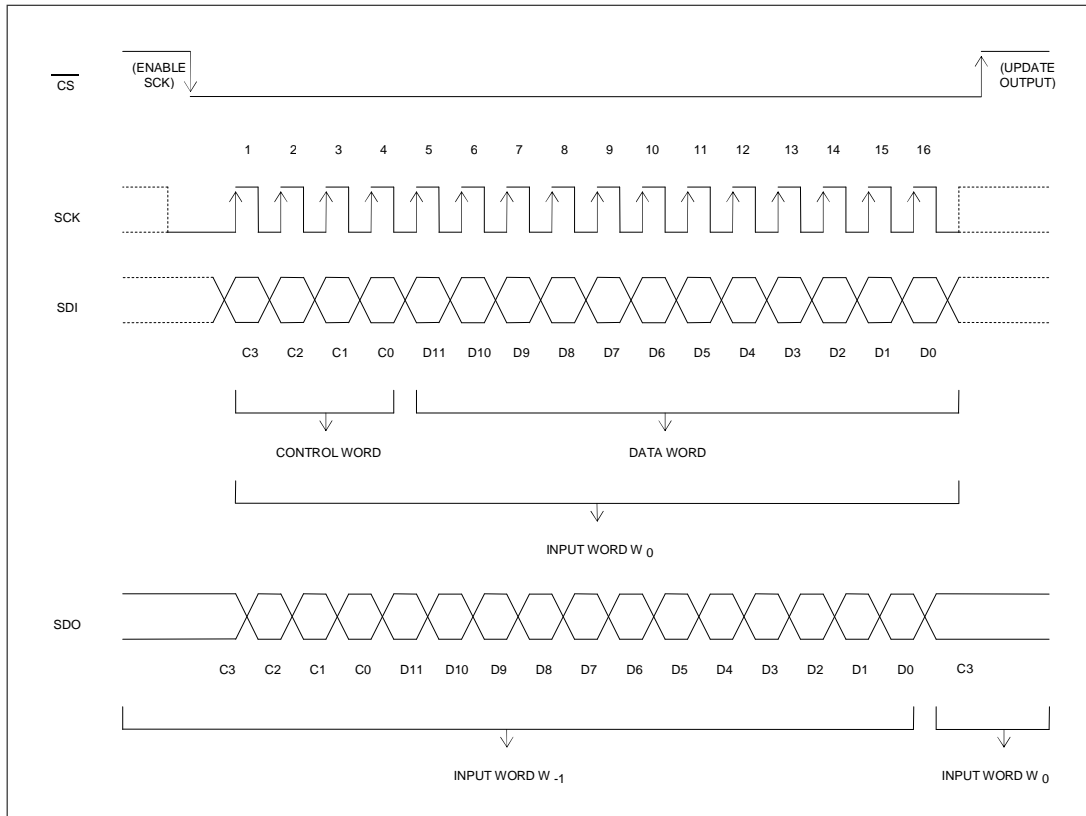 (ENABLE
SCK)
(UPDATE
OUTPUT)
CS
1 2 3 4 5 6 7 8 9 10 11 12 13 14 15 16
SCK
SDI
C3 C2 C1 C0 D11 D10 D9 D8 D7 D6 D5 D4 D3 D2 D1 D0
CONTROL WORD DATA WORD
INPUT WORD W 0
SDO
C3 C2 C1 C0 D11 D10 D9 D8 D7 D6 D5 D4 D3 D2 D1 D0 C3
INPUT WORD W -1 INPUT WORD W 0